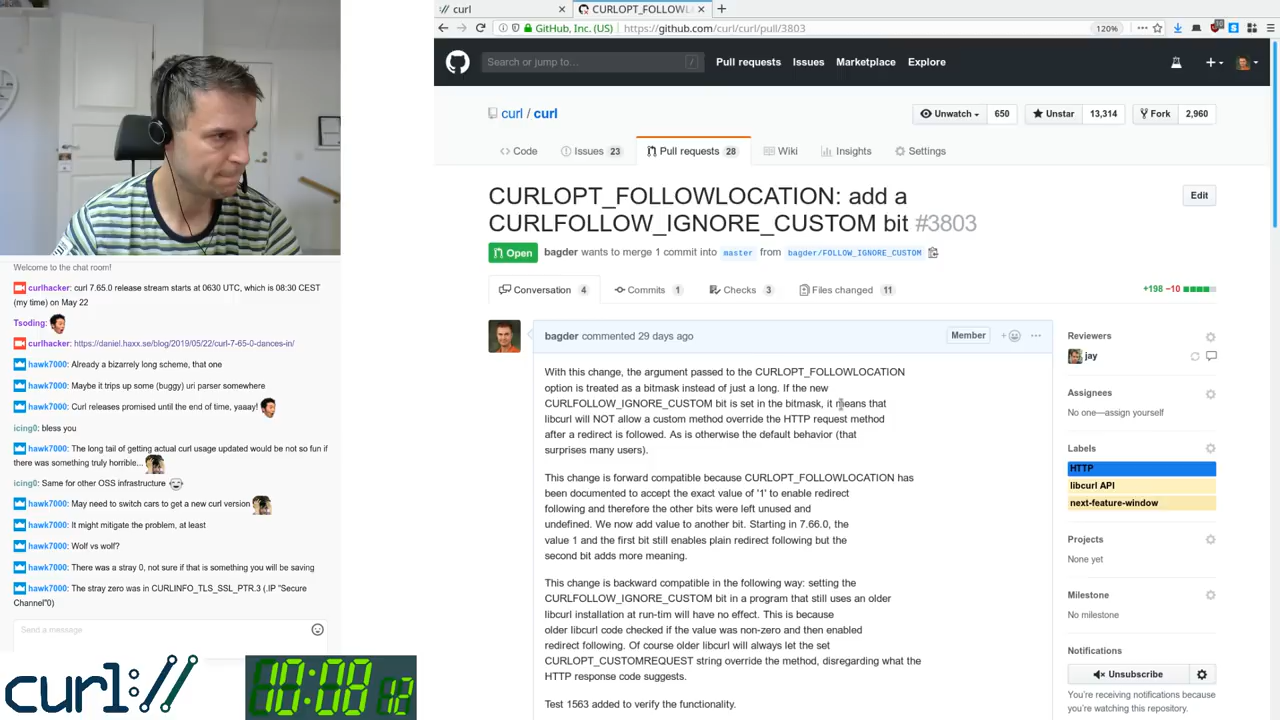 curl
CURLOPT_FOLLOWL
GitHub, Inc. (US)
https://github.com/curl/curl/pull/3803
120%
Search or jump to...
/
Pull requests
Issues
Marketplace
Explore
curl / curl
Unwatch
650
Unstar
13,314
Fork
2,960
Code
Issues 23
Pull requests 28
Wiki
Insights
Settings
CURLOPT_FOLLOWLOCATION: add a
CURLFOLLOW_IGNORE_CUSTOM bit #3803
Edit
Open
bagder wants to merge 1 commit into master from bagder/FOLLOW_IGNORE_CUSTOM
Conversation 4
Commits 1
Checks 3
Files changed 11
+198 −10
bagder commented 29 days ago
Member
With this change, the argument passed to the CURLOPT_FOLLOWLOCATION
option is treated as a bitmask instead of just a long. If the new
CURLFOLLOW_IGNORE_CUSTOM bit is set in the bitmask, it means that
libcurl will NOT allow a custom method override the HTTP request method
after a redirect is followed. As is otherwise the default behavior (that
surprises many users).
This change is forward compatible because CURLOPT_FOLLOWLOCATION has
been documented to accept the exact value of '1' to enable redirect
following and therefore the other bits were left unused and
undefined. We now add value to another bit. Starting in 7.66.0, the
value 1 and the first bit still enables plain redirect following but the
second bit adds more meaning.
This change is backward compatible in the following way: setting the
CURLFOLLOW_IGNORE_CUSTOM bit in a program that still uses an older
libcurl installation at run-tim will have no effect. This is because
older libcurl code checked if the value was non-zero and then enabled
redirect following. Of course older libcurl will always let the set
CURLOPT_CUSTOMREQUEST string override the method, disregarding what the
HTTP response code suggests.
Test 1563 added to verify the functionality.
Reviewers
jay
Assignees
No one—assign yourself
Labels
HTTP
libcurl API
next-feature-window
Projects
None yet
Milestone
No milestone
Notifications
Unsubscribe
You're receiving notifications because
you're watching this repository.
Welcome to the chat room!
curlhacker: curl 7.65.0 release stream starts at 0630 UTC, which is 08:30 CEST
(my time) on May 22
Tsoding:
curlhacker: https://daniel.haxx.se/blog/2019/05/22/curl-7-65-0-dances-in/
hawk7000: Already a bizarrely long scheme, that one
hawk7000: Maybe it trips up some (buggy) uri parser somewhere
hawk7000: Curl releases promised until the end of time, yaaay!
icing0: bless you
hawk7000: The long tail of getting actual curl usage updated would be not so fun if
there was something truly horrible...
icing0: Same for other OSS infrastructure
hawk7000: May need to switch cars to get a new curl version
hawk7000: It might mitigate the problem, at least
hawk7000: Wolf vs wolf?
hawk7000: There was a stray 0, not sure if that is something you will be saving
hawk7000: The stray zero was in CURLINFO_TLS_SSL_PTR.3 (.IP "Secure
Channel"0)
Send a message
curl://
10:08 12